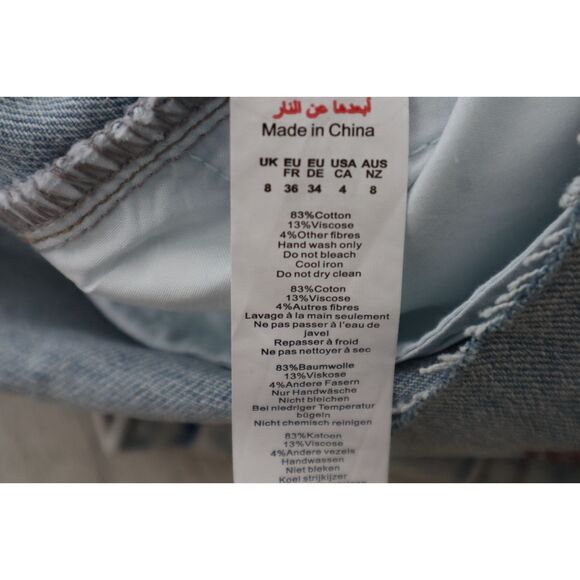 أبعدها عن النار
Made in China
UK EU EU USA AUS
FR DE CA NZ
8 36 34 4 8
83%Cotton
13%Viscose
4%Other fibres
Hand wash only
Do not bleach
Cool iron
Do not dry clean
83%Coton
13%Viscose
4%Autres fibres
Lavage à la main seulement
Ne pas passer à l'eau de
javel
Repasser à froid
Ne pas nettoyer à sec
83%Baumwolle
13%Viskose
4%Andere Fasern
Nur Handwäsche
Nicht bleichen
Bei niedriger Temperatur
bügeln
Nicht chemisch reinigen
83%Katoen
13%Viscose
4%Andere vezels
Handwassen
Niet bleken
Koel strijkijzer